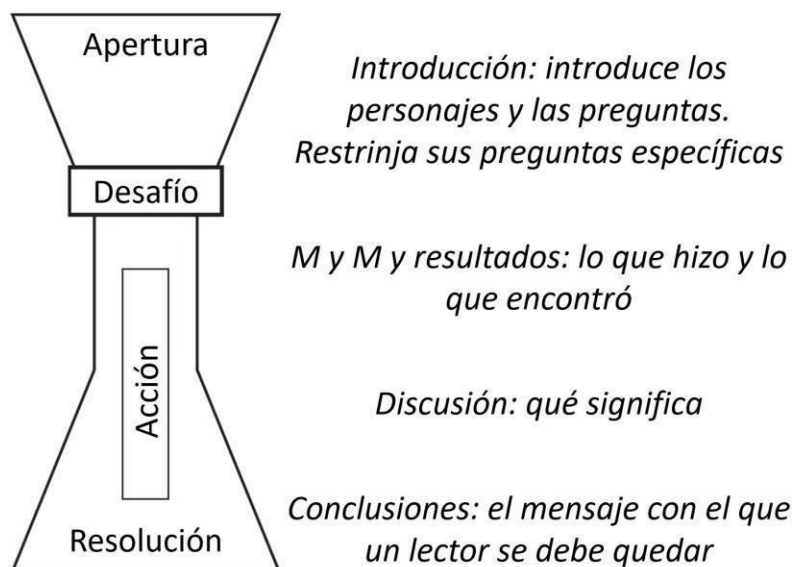 Apertura
Introducción: introduce los
personajes y las preguntas.
Restrinja sus preguntas específicas
Desafío
M y M y resultados: lo que hizo y lo
que encontró
Acción
Discusión: qué significa
Conclusiones: el mensaje con el que
un lector se debe quedar
Resolución